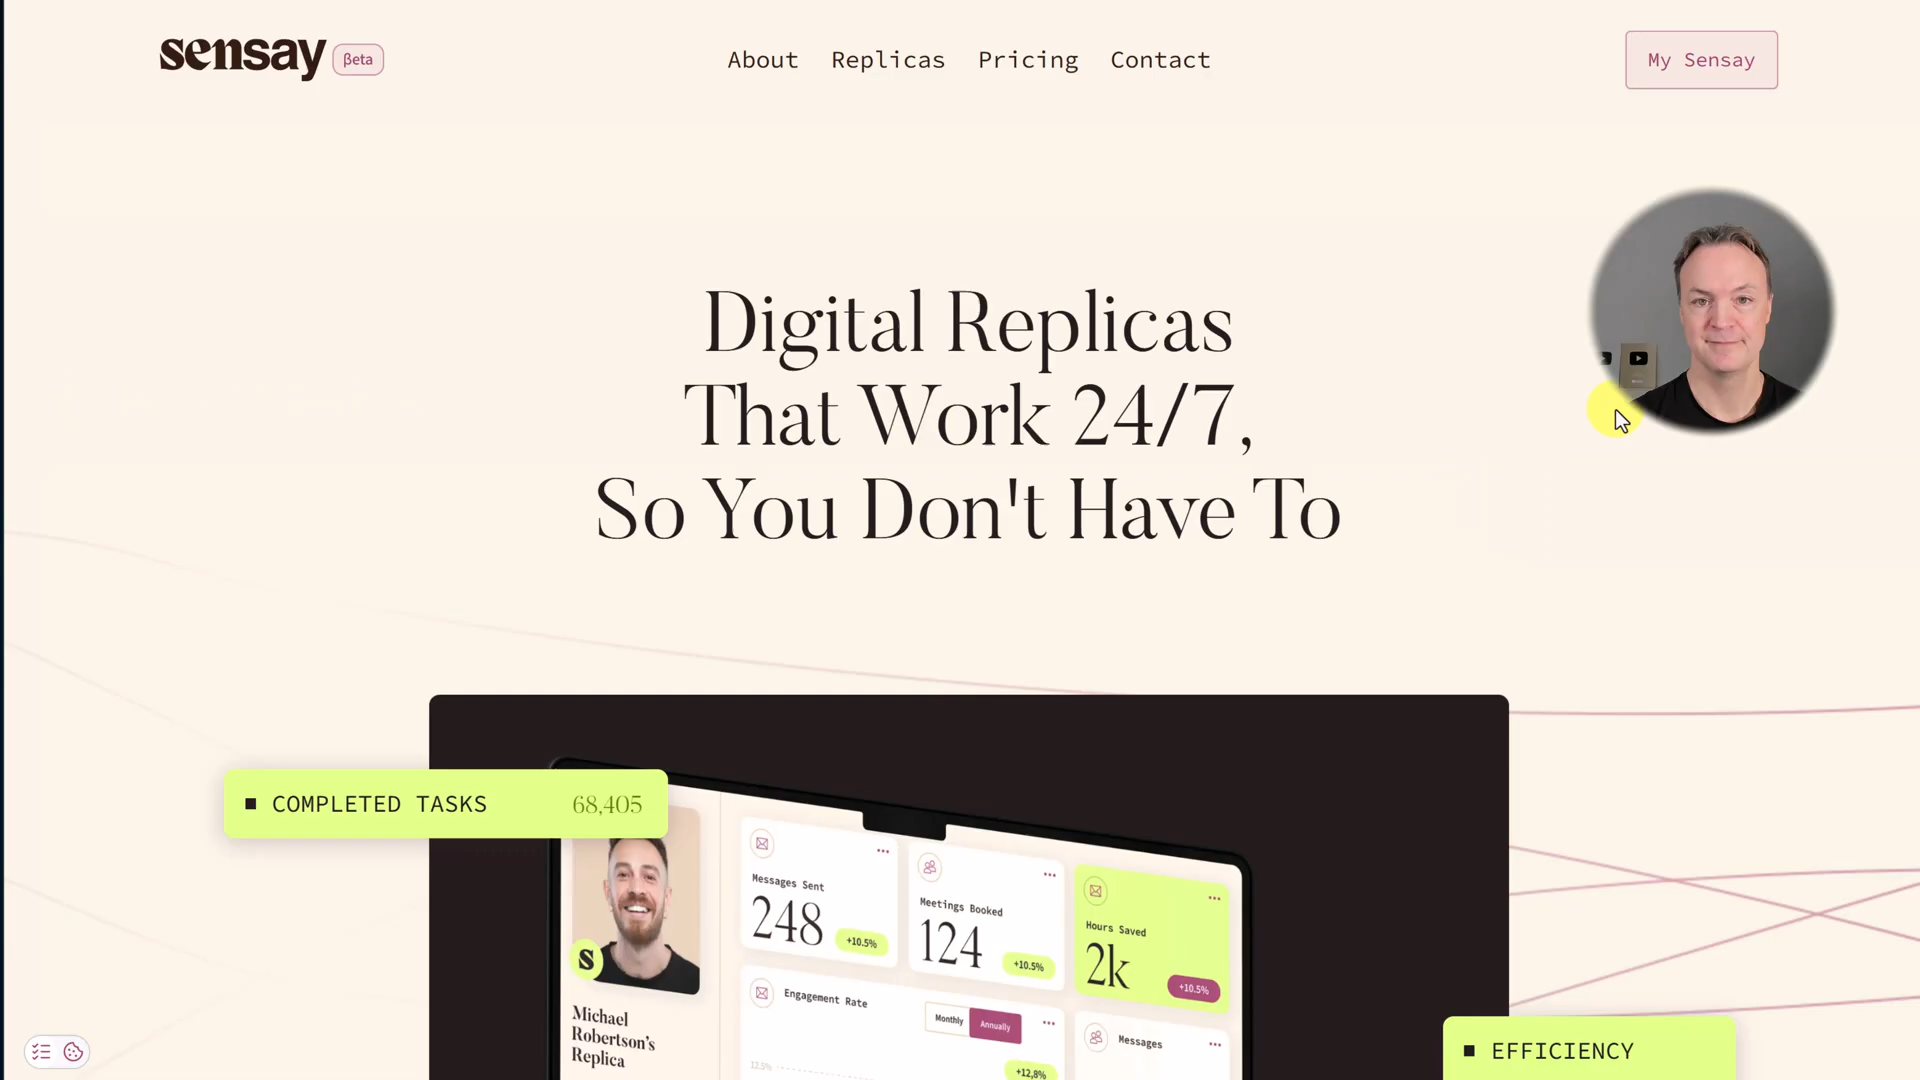 sensay
βeta
About
Replicas
Pricing
Contact
My Sensay
Digital Replicas
That Work 24/7,
So You Don't Have To
COMPLETED TASKS 68,405
Messages Sent
248
+10.5%
Meetings Booked
124
+10.5%
Hours Saved
2k
+10.5%
S
Michael
Robertson's
Replica
Engagement Rate
Monthly
Annually
12.5%
+12,8%
Messages
EFFICIENCY